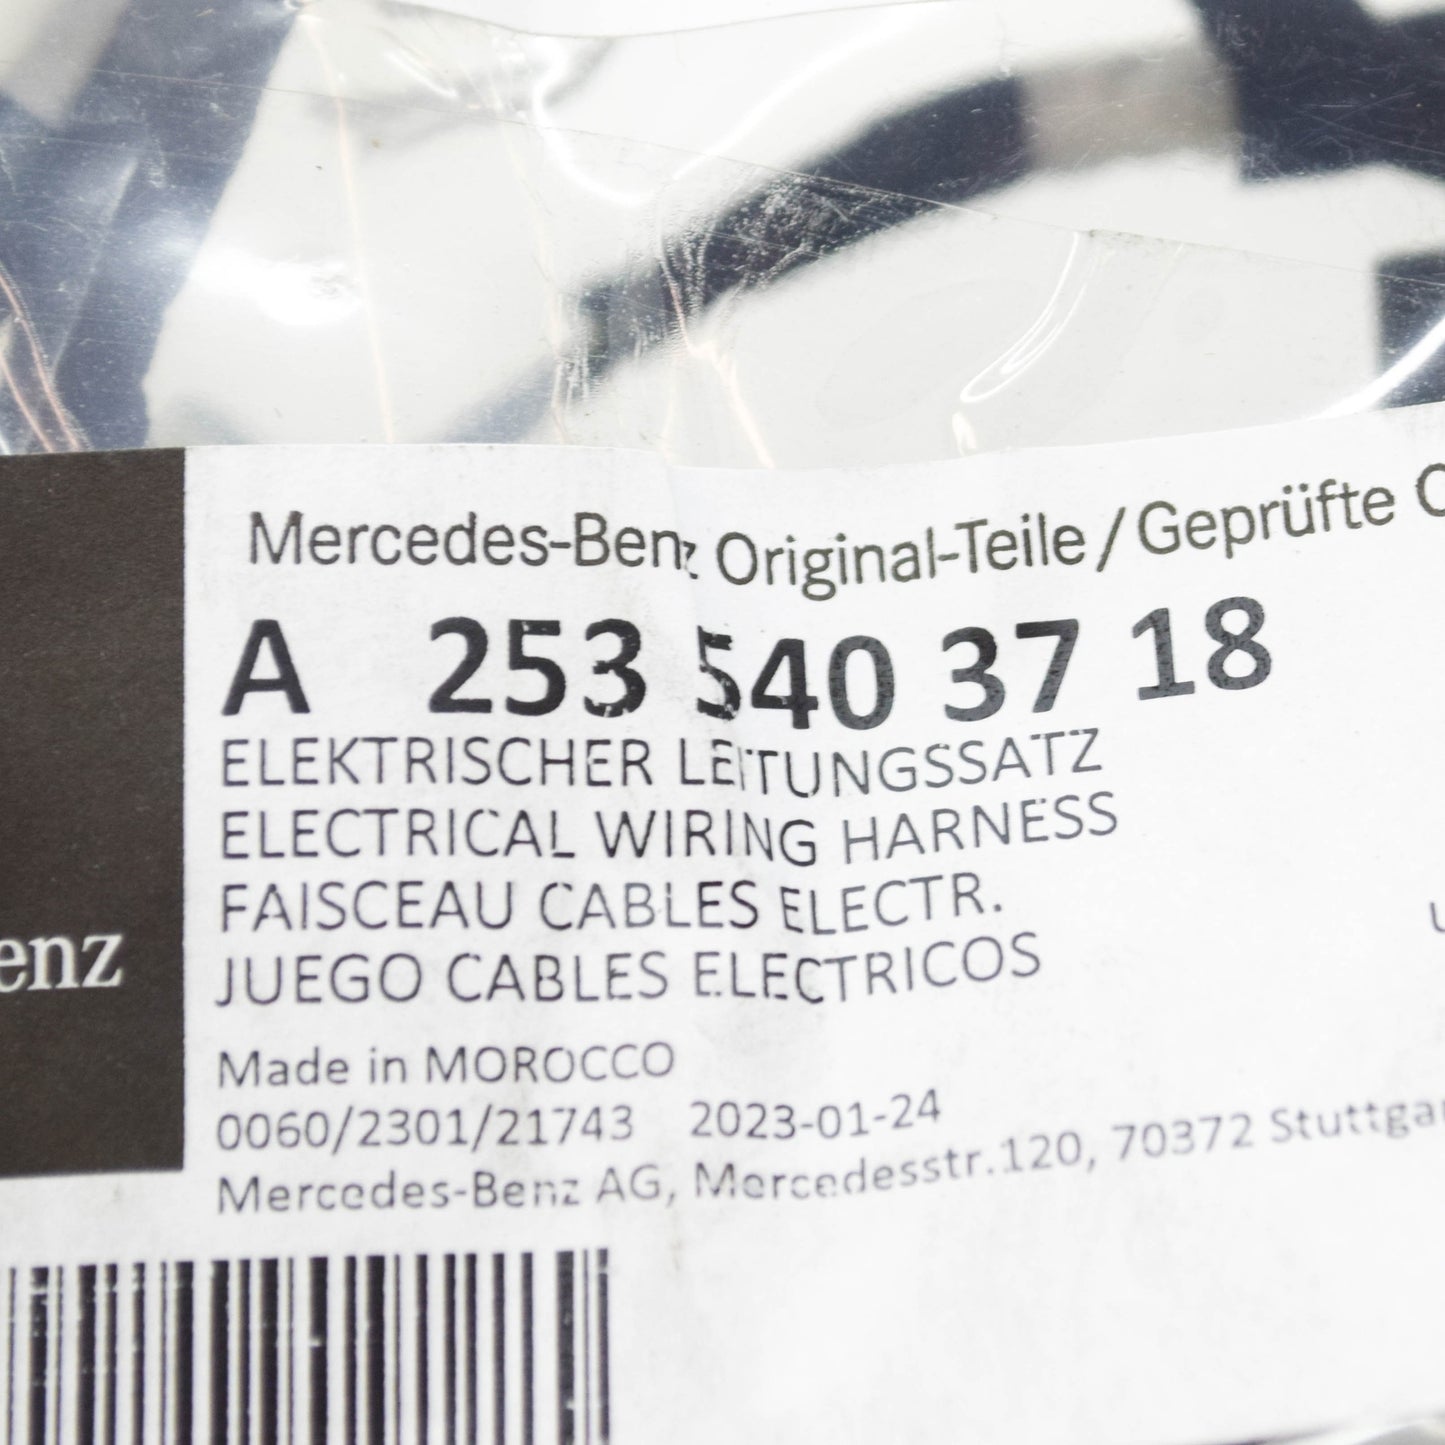 Mercedes-Benz Original-Teile / Geprüfte
A 253 540 37 18
ELEKTRISCHER LEITUNGSSATZ
ELECTRICAL WIRING HARNESS
FAISCEAU CABLES ELECTR.
JUEGO CABLES ELECTRICOS
enz
Made in MOROCCO
0060/2301/21743 2023-01-24
Mercedes-Benz AG, Mercedesstr.120, 70372 Stuttgar